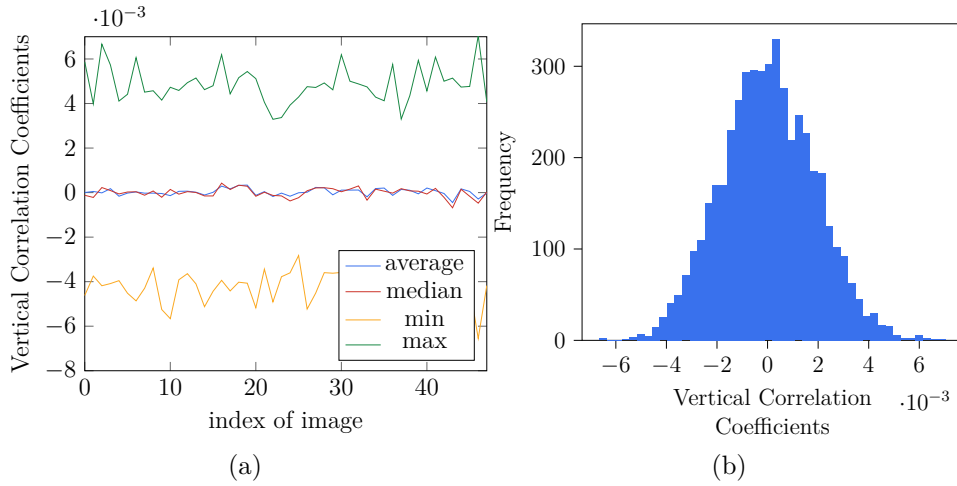 ·10⁻³
Vertical Correlation Coefficients
6
4
2
0
−2
−4
−6
−8
0
10
20
30
40
index of image
average
median
min
max
(a)
Frequency
300
200
100
0
−6
−4
−2
0
2
4
6
Vertical Correlation
Coefficients
·10⁻³
(b)